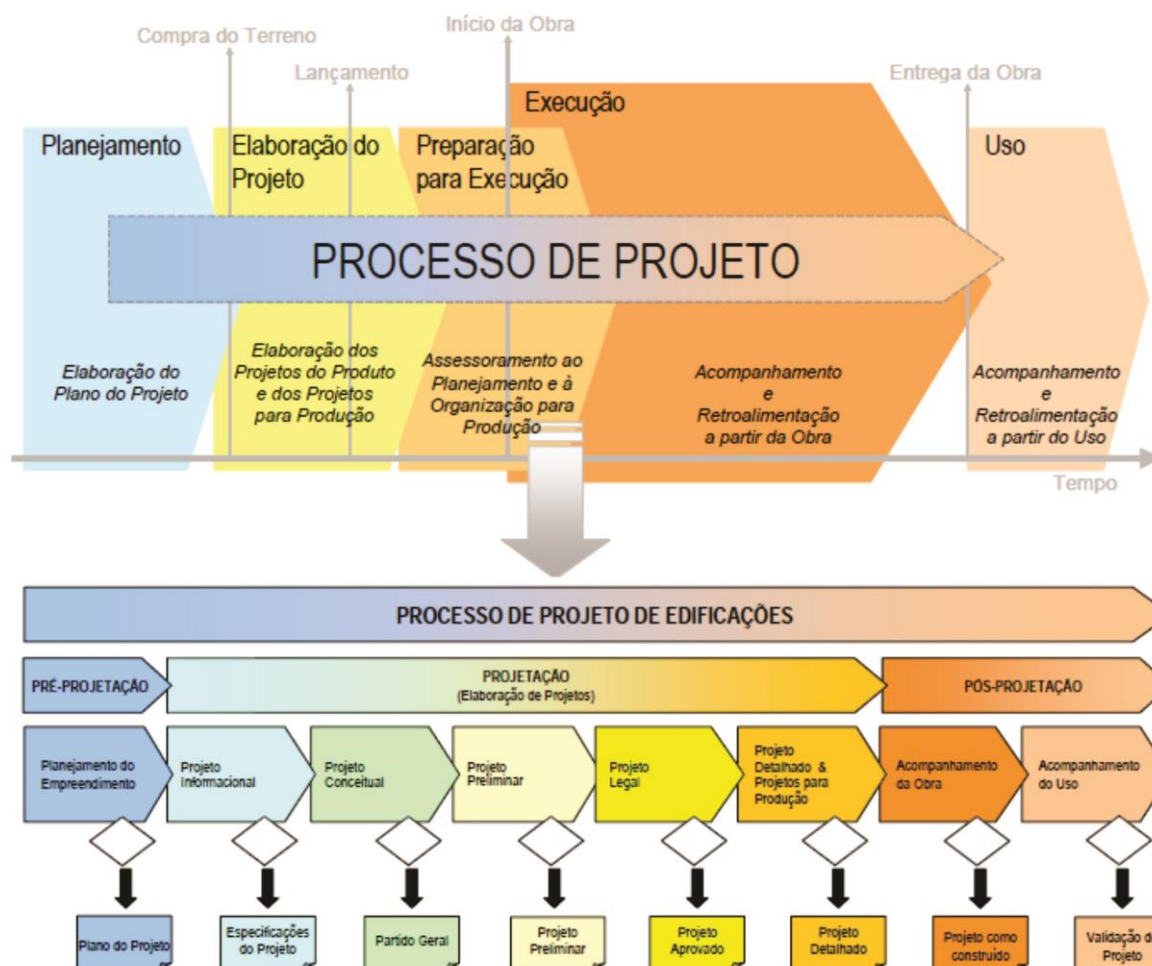 Compra do Terreno
Início da Obra
Lançamento
Entrega da Obra
Execução
Planejamento
Elaboração do
Projeto
Preparação
para Execução
Uso
PROCESSO DE PROJETO
Elaboração do
Plano do Projeto
Elaboração dos
Projetos do Produto
e dos Projetos
para Produção
Assessoramento ao
Planejamento e à
Organização para
Produção
Acompanhamento
e
Retroalimentação
a partir da Obra
Acompanhamento
e
Retroalimentação
a partir do Uso
Tempo
PROCESSO DE PROJETO DE EDIFICAÇÕES
PRÉ-PROJETAÇÃO
PROJETAÇÃO
(Elaboração de Projetos)
PÓS-PROJETAÇÃO
Planejamento do
Empreendimento
Projeto
Informacional
Projeto
Conceitual
Projeto
Preliminar
Projeto
Legal
Projeto
Detalhado &
Projetos para
Produção
Acompanhamento
da Obra
Acompanhamento
do Uso
Plano do Projeto
Especificações
do Projeto
Partido Geral
Projeto
Preliminar
Projeto
Aprovado
Projeto
Detalhado
Projeto como
construído
Validação do
Projeto